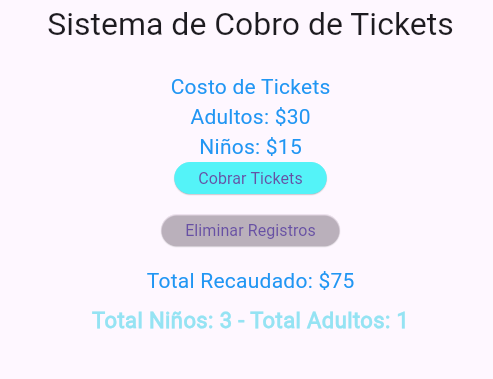 Sistema de Cobro de Tickets
Costo de Tickets
Adultos: $30
Niños: $15
Cobrar Tickets
Eliminar Registros
Total Recaudado: $75
Total Niños: 3 - Total Adultos: 1